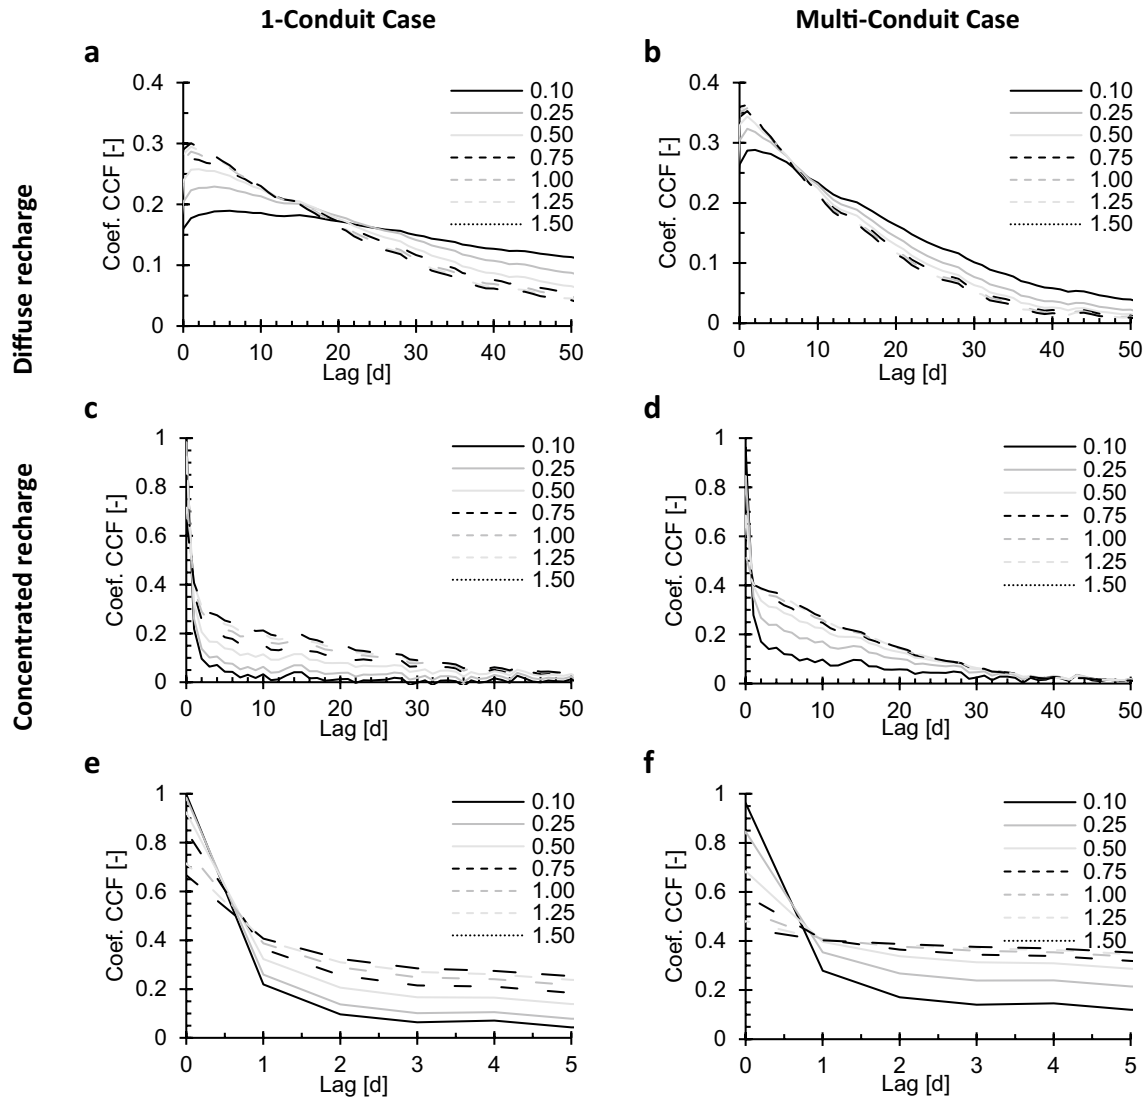 1-Conduit Case
Multi-Conduit Case
Diffuse recharge
a
Coef. CCF [-]
0.4
0.3
0.2
0.1
0
0 10 20 30 40 50
Lag [d]
0.10
0.25
0.50
0.75
1.00
1.25
1.50
b
Coef. CCF [-]
0.4
0.3
0.2
0.1
0
0 10 20 30 40 50
Lag [d]
0.10
0.25
0.50
0.75
1.00
1.25
1.50
Concentrated recharge
c
Coef. CCF [-]
1
0.8
0.6
0.4
0.2
0
0 10 20 30 40 50
Lag [d]
0.10
0.25
0.50
0.75
1.00
1.25
1.50
d
Coef. CCF [-]
1
0.8
0.6
0.4
0.2
0
0 10 20 30 40 50
Lag [d]
0.10
0.25
0.50
0.75
1.00
1.25
1.50
e
Coef. CCF [-]
1
0.8
0.6
0.4
0.2
0
0 1 2 3 4 5
Lag [d]
0.10
0.25
0.50
0.75
1.00
1.25
1.50
f
Coef. CCF [-]
1
0.8
0.6
0.4
0.2
0
0 1 2 3 4 5
Lag [d]
0.10
0.25
0.50
0.75
1.00
1.25
1.50